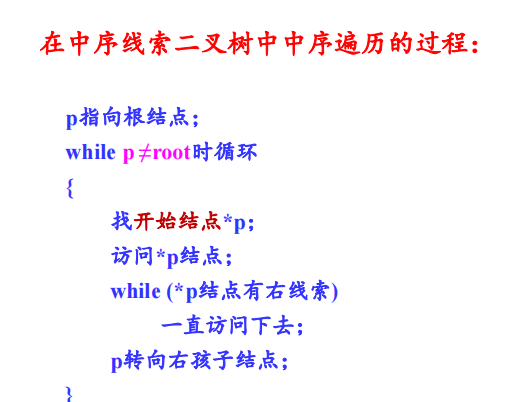 在中序线索二叉树中中序遍历的过程：
p指向根结点；
while p ≠root时循环
{
找开始结点*p；
访问*p结点；
while (*p结点有右线索)
一直访问下去；
p转向右孩子结点；
}